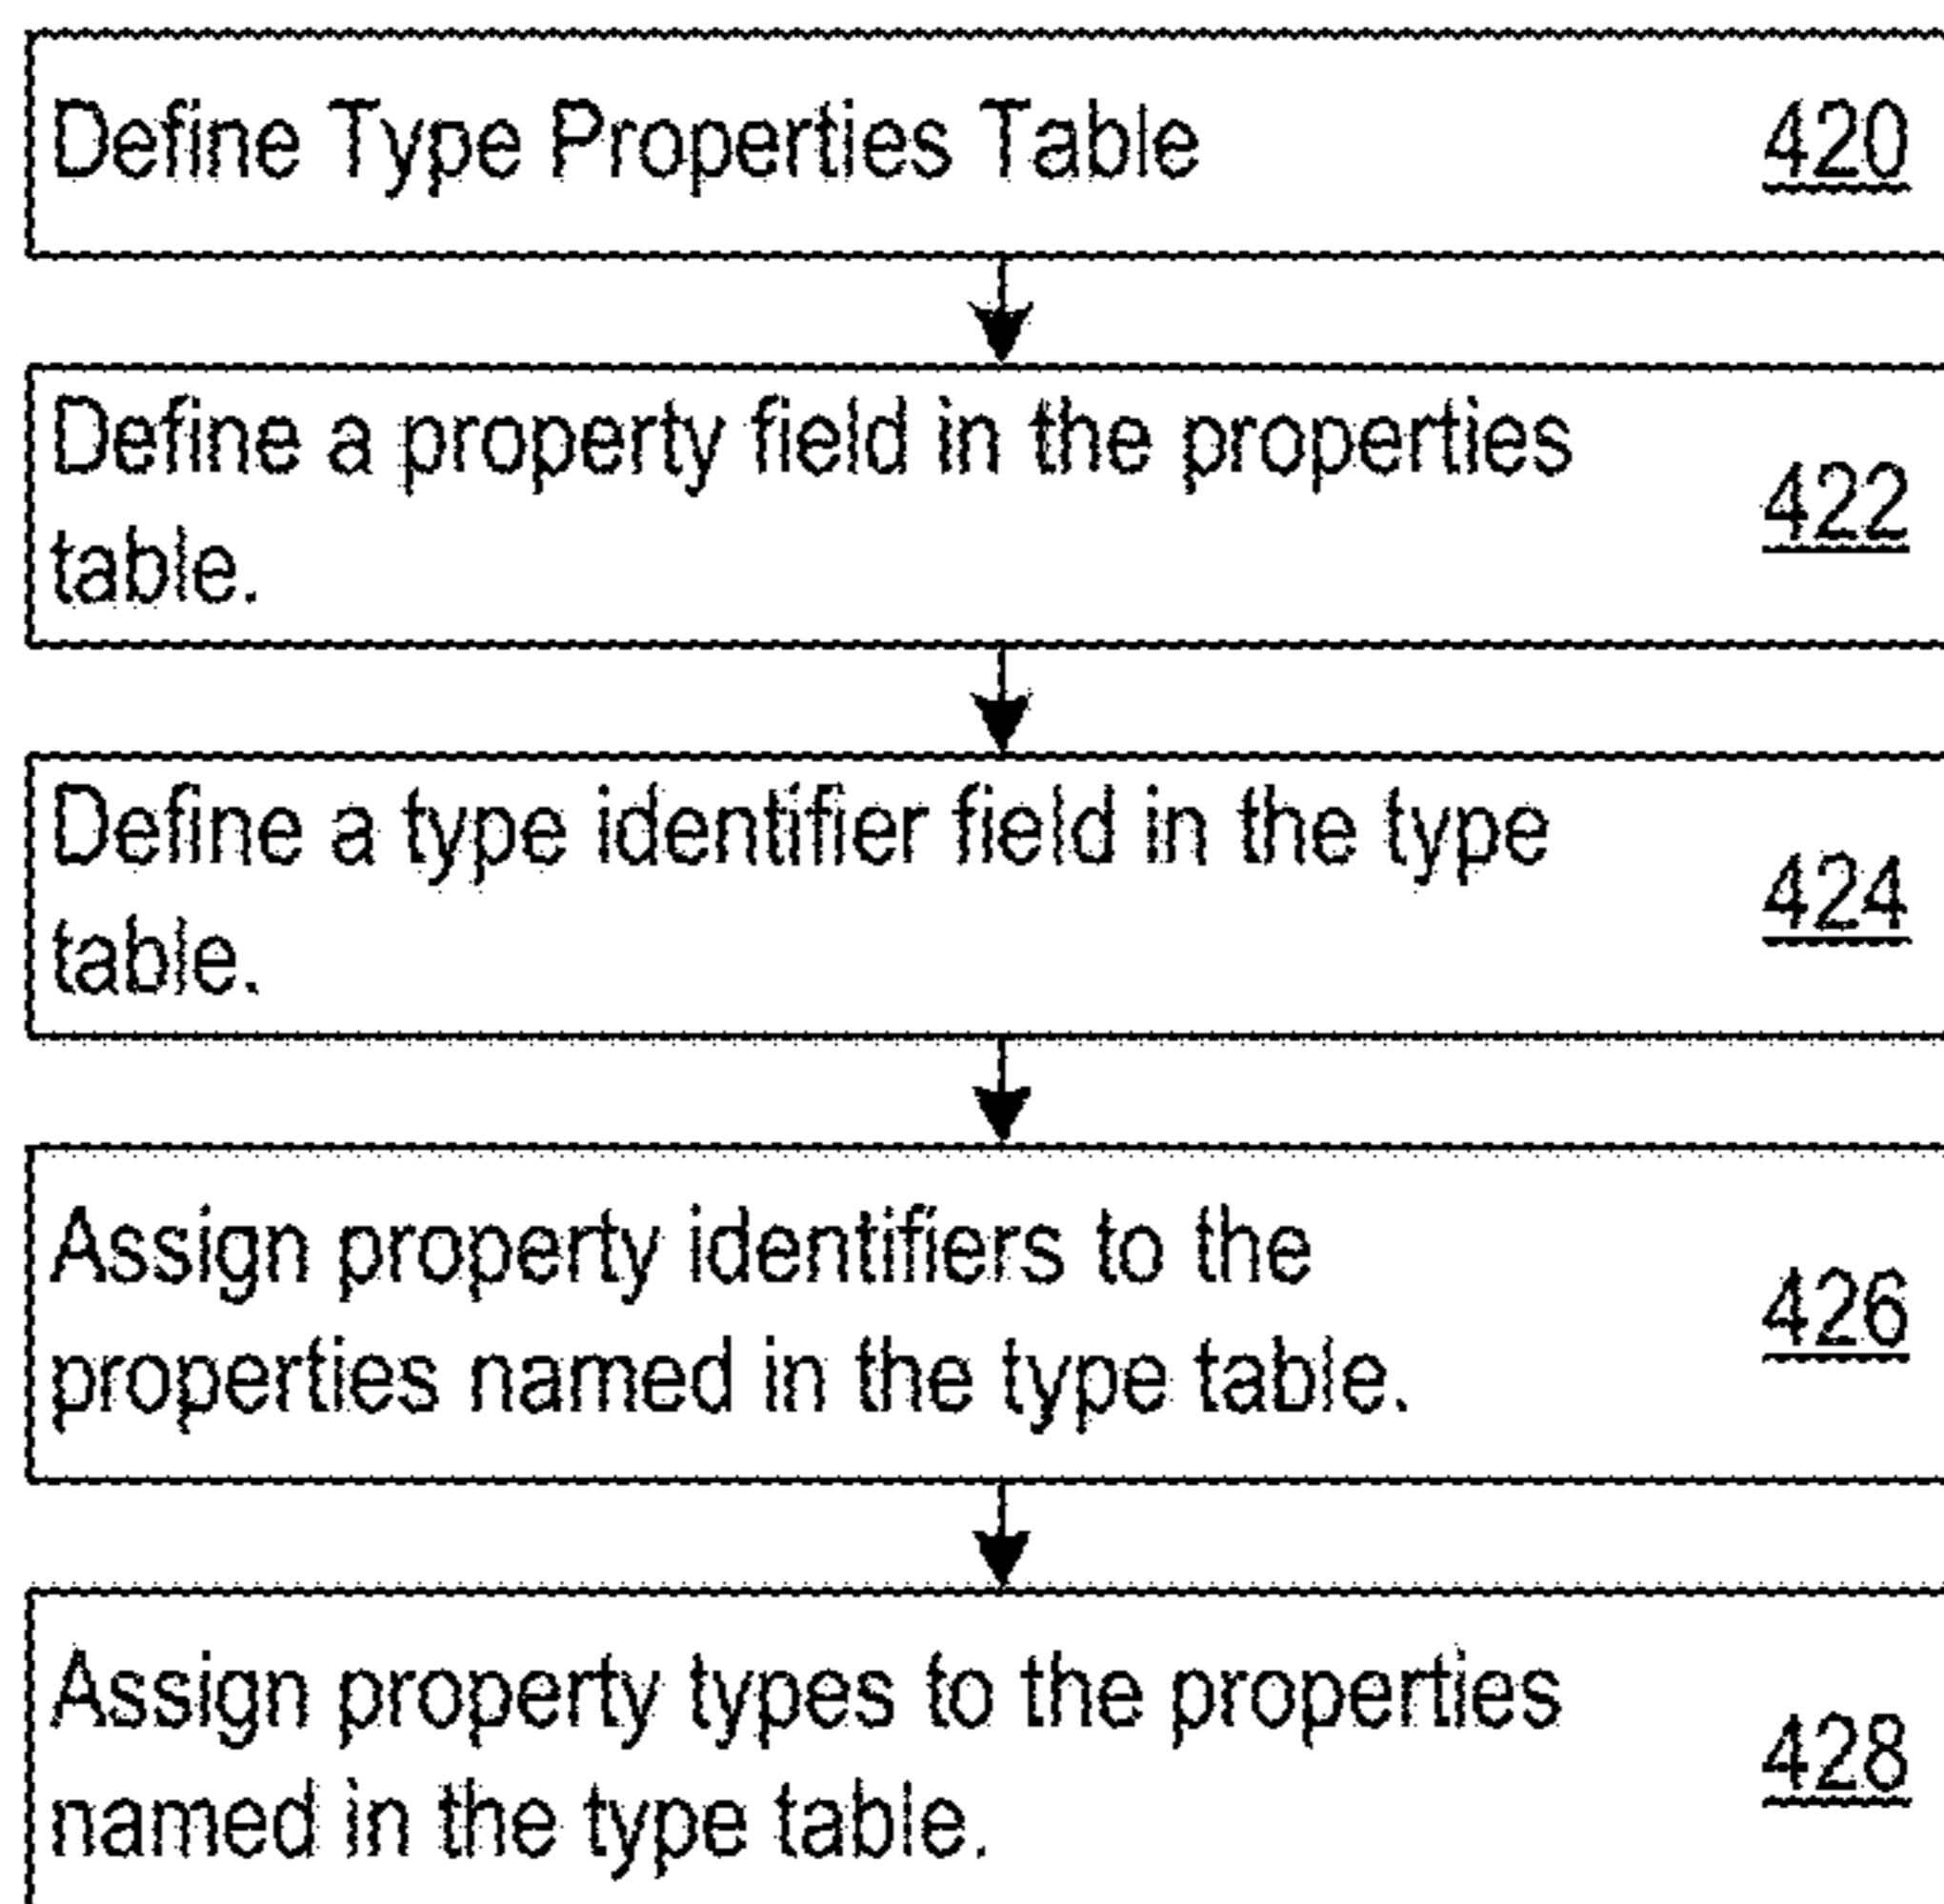 Define Type Properties Table 420
Define a property field in the properties
table.
422
Define a type identifier field in the type
table.
424
Assign property identifiers to the
properties named in the type table.
426
Assign property types to the properties
named in the type table.
428